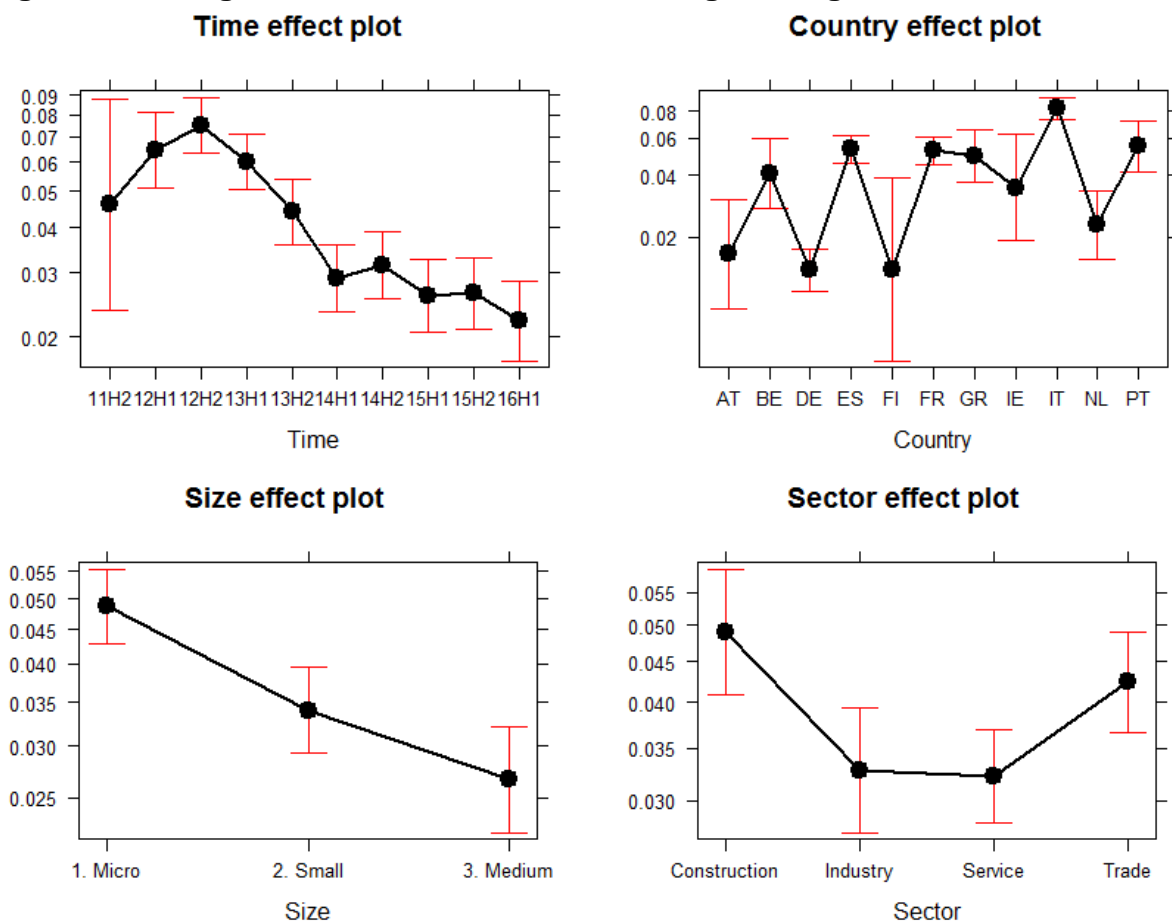 Time effect plot
0.09
0.08
0.07
0.06
0.05
0.04
0.03
0.02
11H2 12H1 12H2 13H1 13H2 14H1 14H2 15H1 15H2 16H1
Time
Country effect plot
0.08
0.06
0.04
0.02
AT BE DE ES FI FR GR IE IT NL PT
Country
Size effect plot
0.055
0.050
0.045
0.040
0.035
0.030
0.025
1. Micro 2. Small 3. Medium
Size
Sector effect plot
0.055
0.050
0.045
0.040
0.035
0.030
Construction Industry Service Trade
Sector